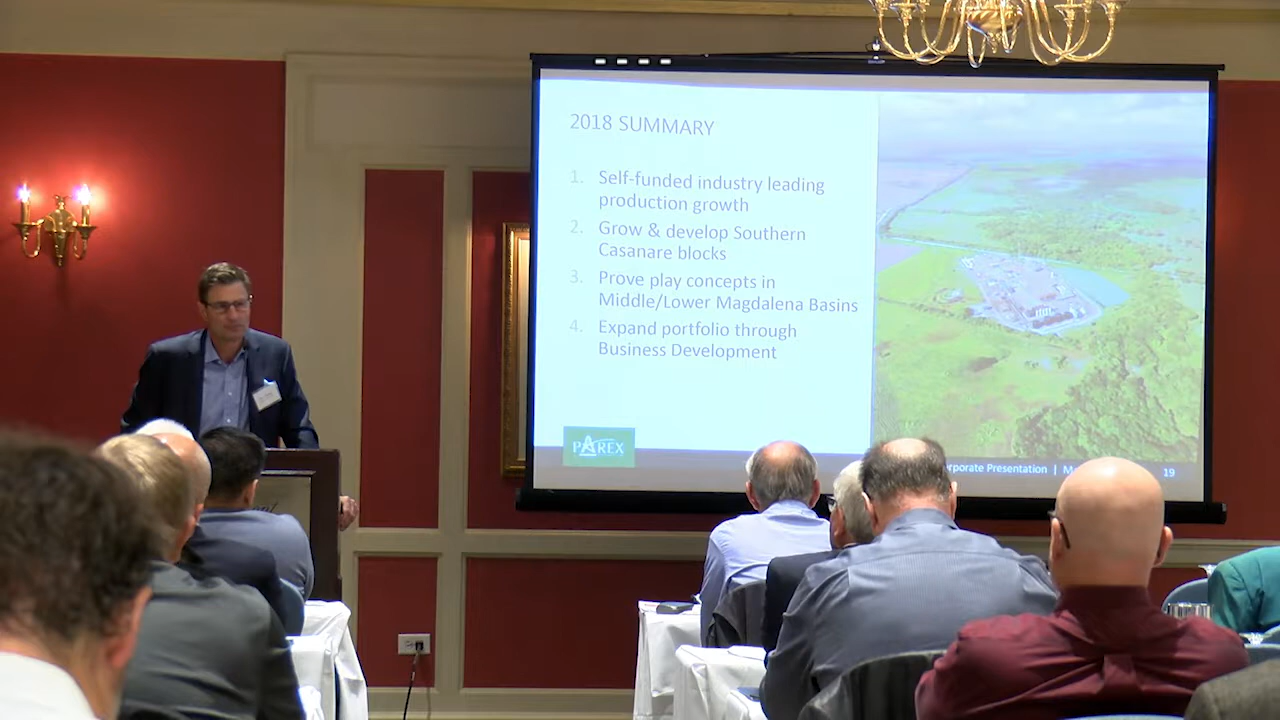 2018 SUMMARY
1. Self-funded industry leading
production growth
2. Grow & develop Southern
Casanare blocks
3. Prove play concepts in
Middle/Lower Magdalena Basins
4. Expand portfolio through
Business Development
PAREX
orporate Presentation | M
19